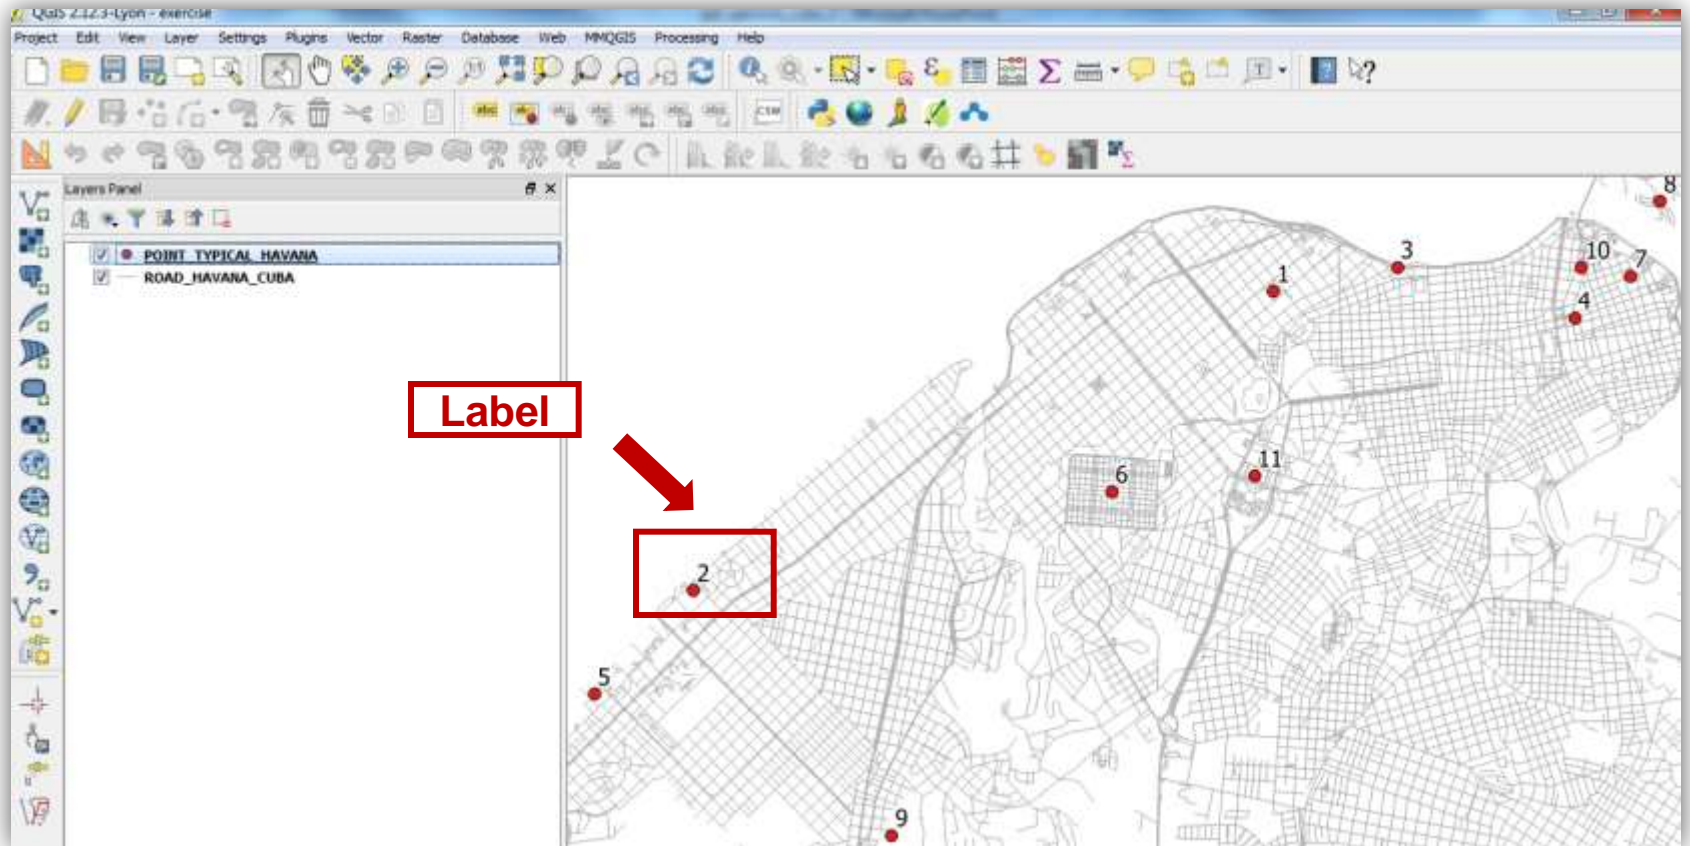 QGIS 2.12.3-Lyon - exercise
Project Edit View Layer Settings Plugins Vector Raster Database Web MMQGIS Processing Help
CSW
Layers Panel
POINT_TYPICAL_HAVANA
ROAD_HAVANA_CUBA
8
3
10
7
1
4
Label
11
6
2
5
9